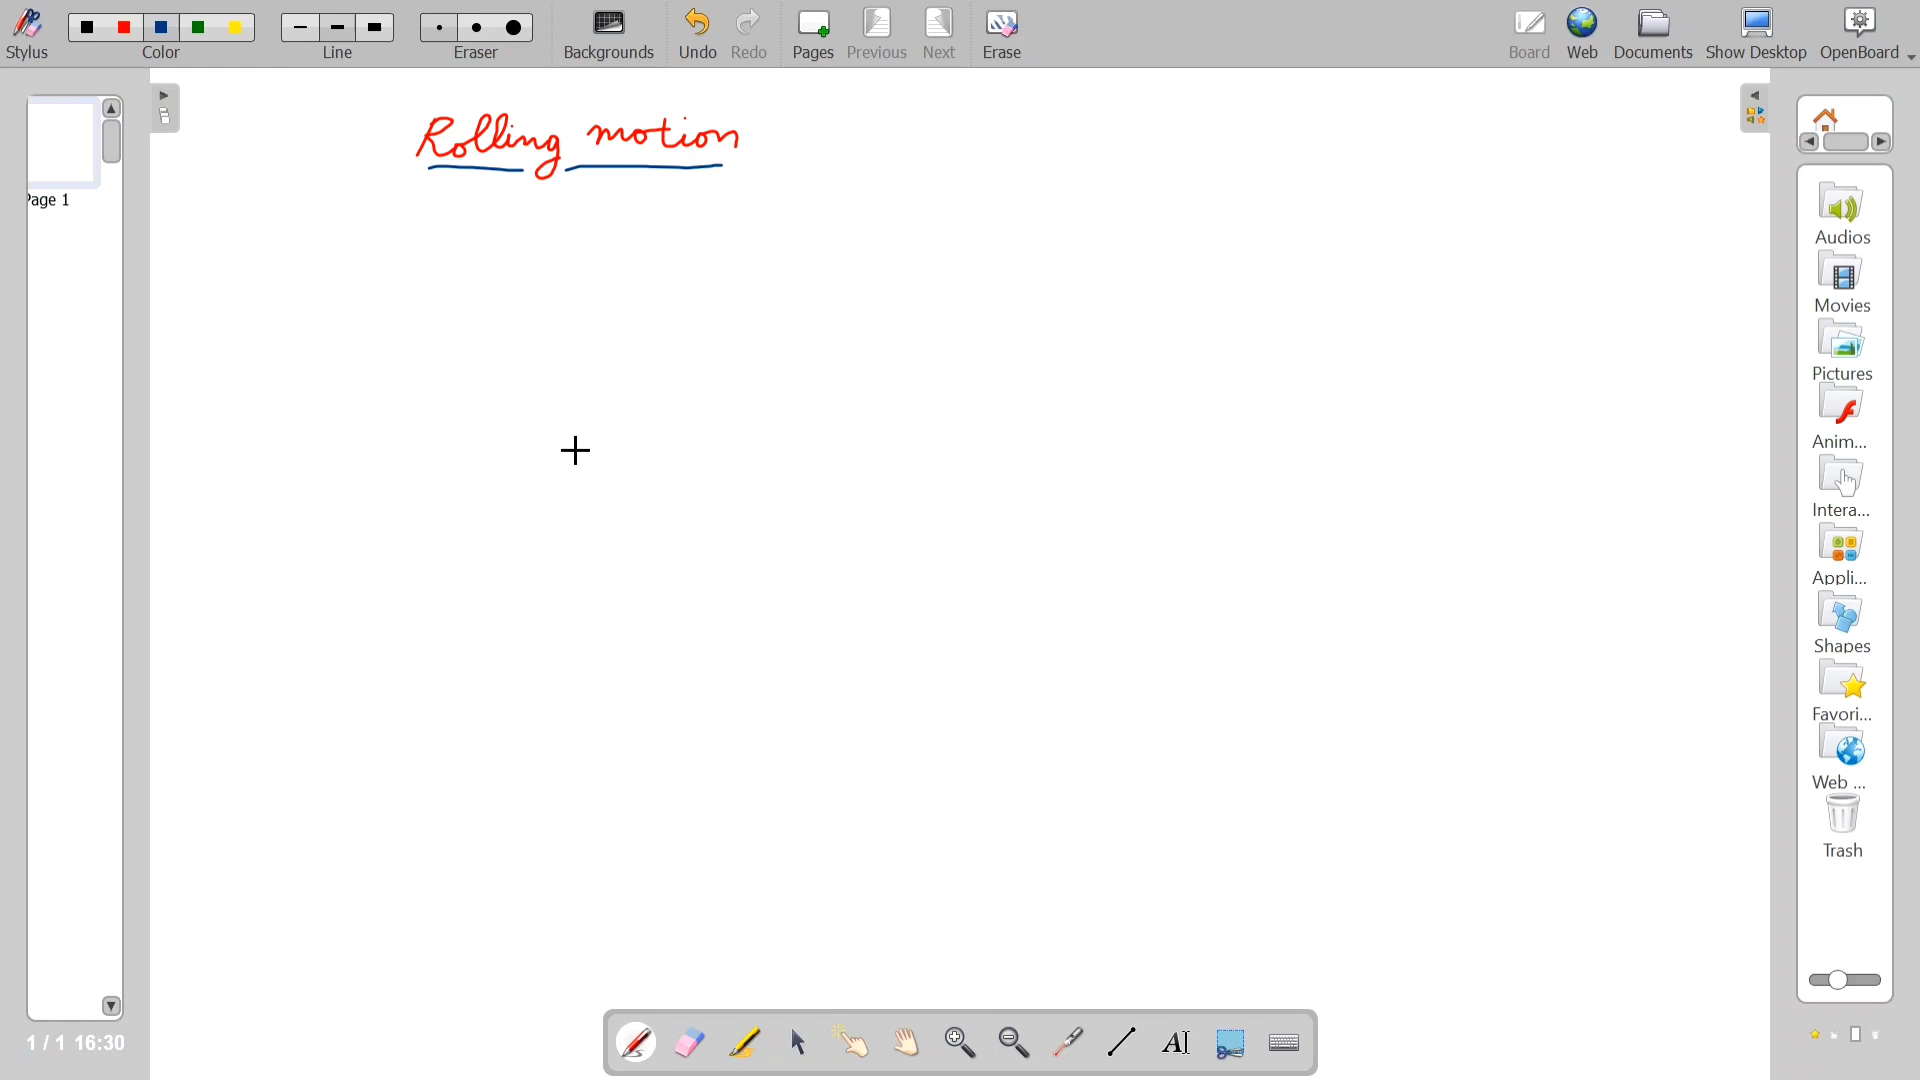 Stylus Color Line Eraser Backgrounds Undo Redo Pages Previous Next Erase Board Web Documents Show Desktop OpenBoard
Rolling motion
Page 1
Audios
Movies
Pictures
Anim...
Intera...
Appli...
Shapes
Favori...
Web ...
Trash
1 / 1 16:30